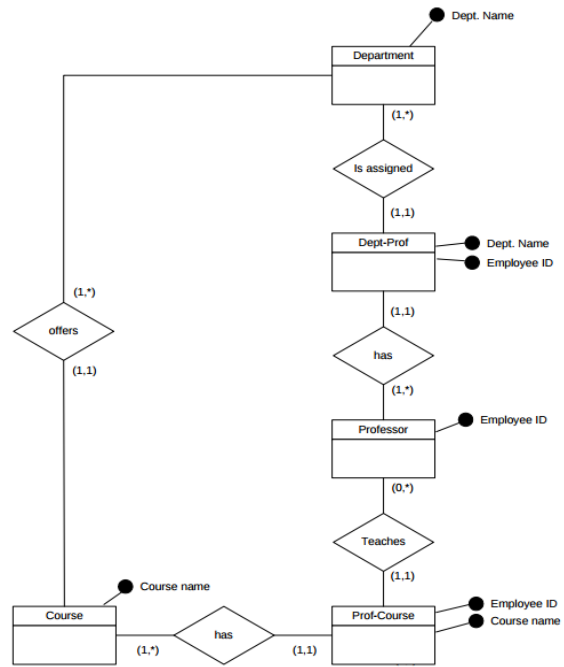 Dept. Name
Department
(1,*)
Is assigned
(1,1)
Dept-Prof
Dept. Name
Employee ID
(1,1)
(1,*)
offers
has
(1,1)
(1,*)
Professor
Employee ID
(0,*)
Teaches
(1,1)
Course name
Employee ID
Course
Prof-Course
Course name
has
(1,*)
(1,1)